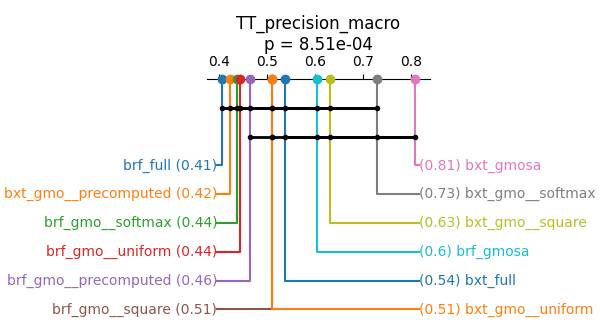 TT_precision_macro
p = 8.51e-04
0.4 0.5 0.6 0.7 0.8
brf_full (0.41) (0.81) bxt_gmosa
bxt_gmo__precomputed (0.42) (0.73) bxt_gmo__softmax
brf_gmo__softmax (0.44) (0.63) bxt_gmo__square
brf_gmo__uniform (0.44) (0.6) brf_gmosa
brf_gmo__precomputed (0.46) (0.54) bxt_full
brf_gmo__square (0.51) (0.51) bxt_gmo__uniform